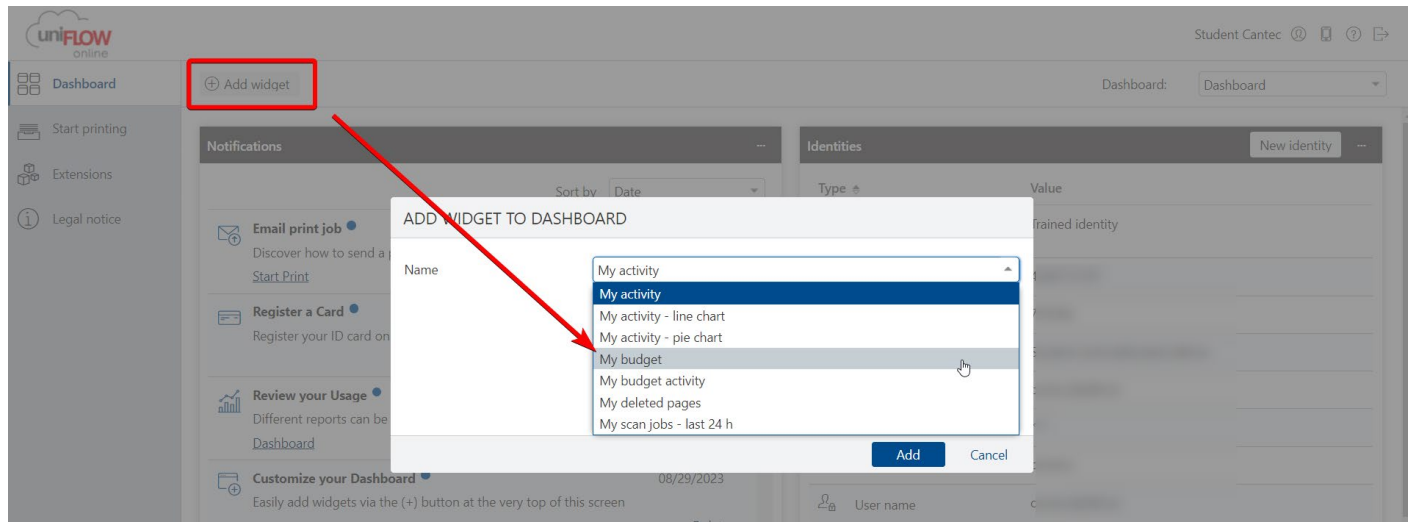 uniFLOW
online
Student Cantec
Dashboard
Add widget
Dashboard:
Dashboard
Start printing
Extensions
Legal notice
Notifications
Sort by
Date
Email print job
Discover how to send a
Start Print
Register a Card
Register your ID card on
Review your Usage
Different reports can be
Dashboard
Customize your Dashboard
08/29/2023
Easily add widgets via the (+) button at the very top of this screen
Identities
New identity
Type
Value
Trained identity
User name
ADD WIDGET TO DASHBOARD
Name
My activity
My activity
My activity - line chart
My activity - pie chart
My budget
My budget activity
My deleted pages
My scan jobs - last 24 h
Add
Cancel